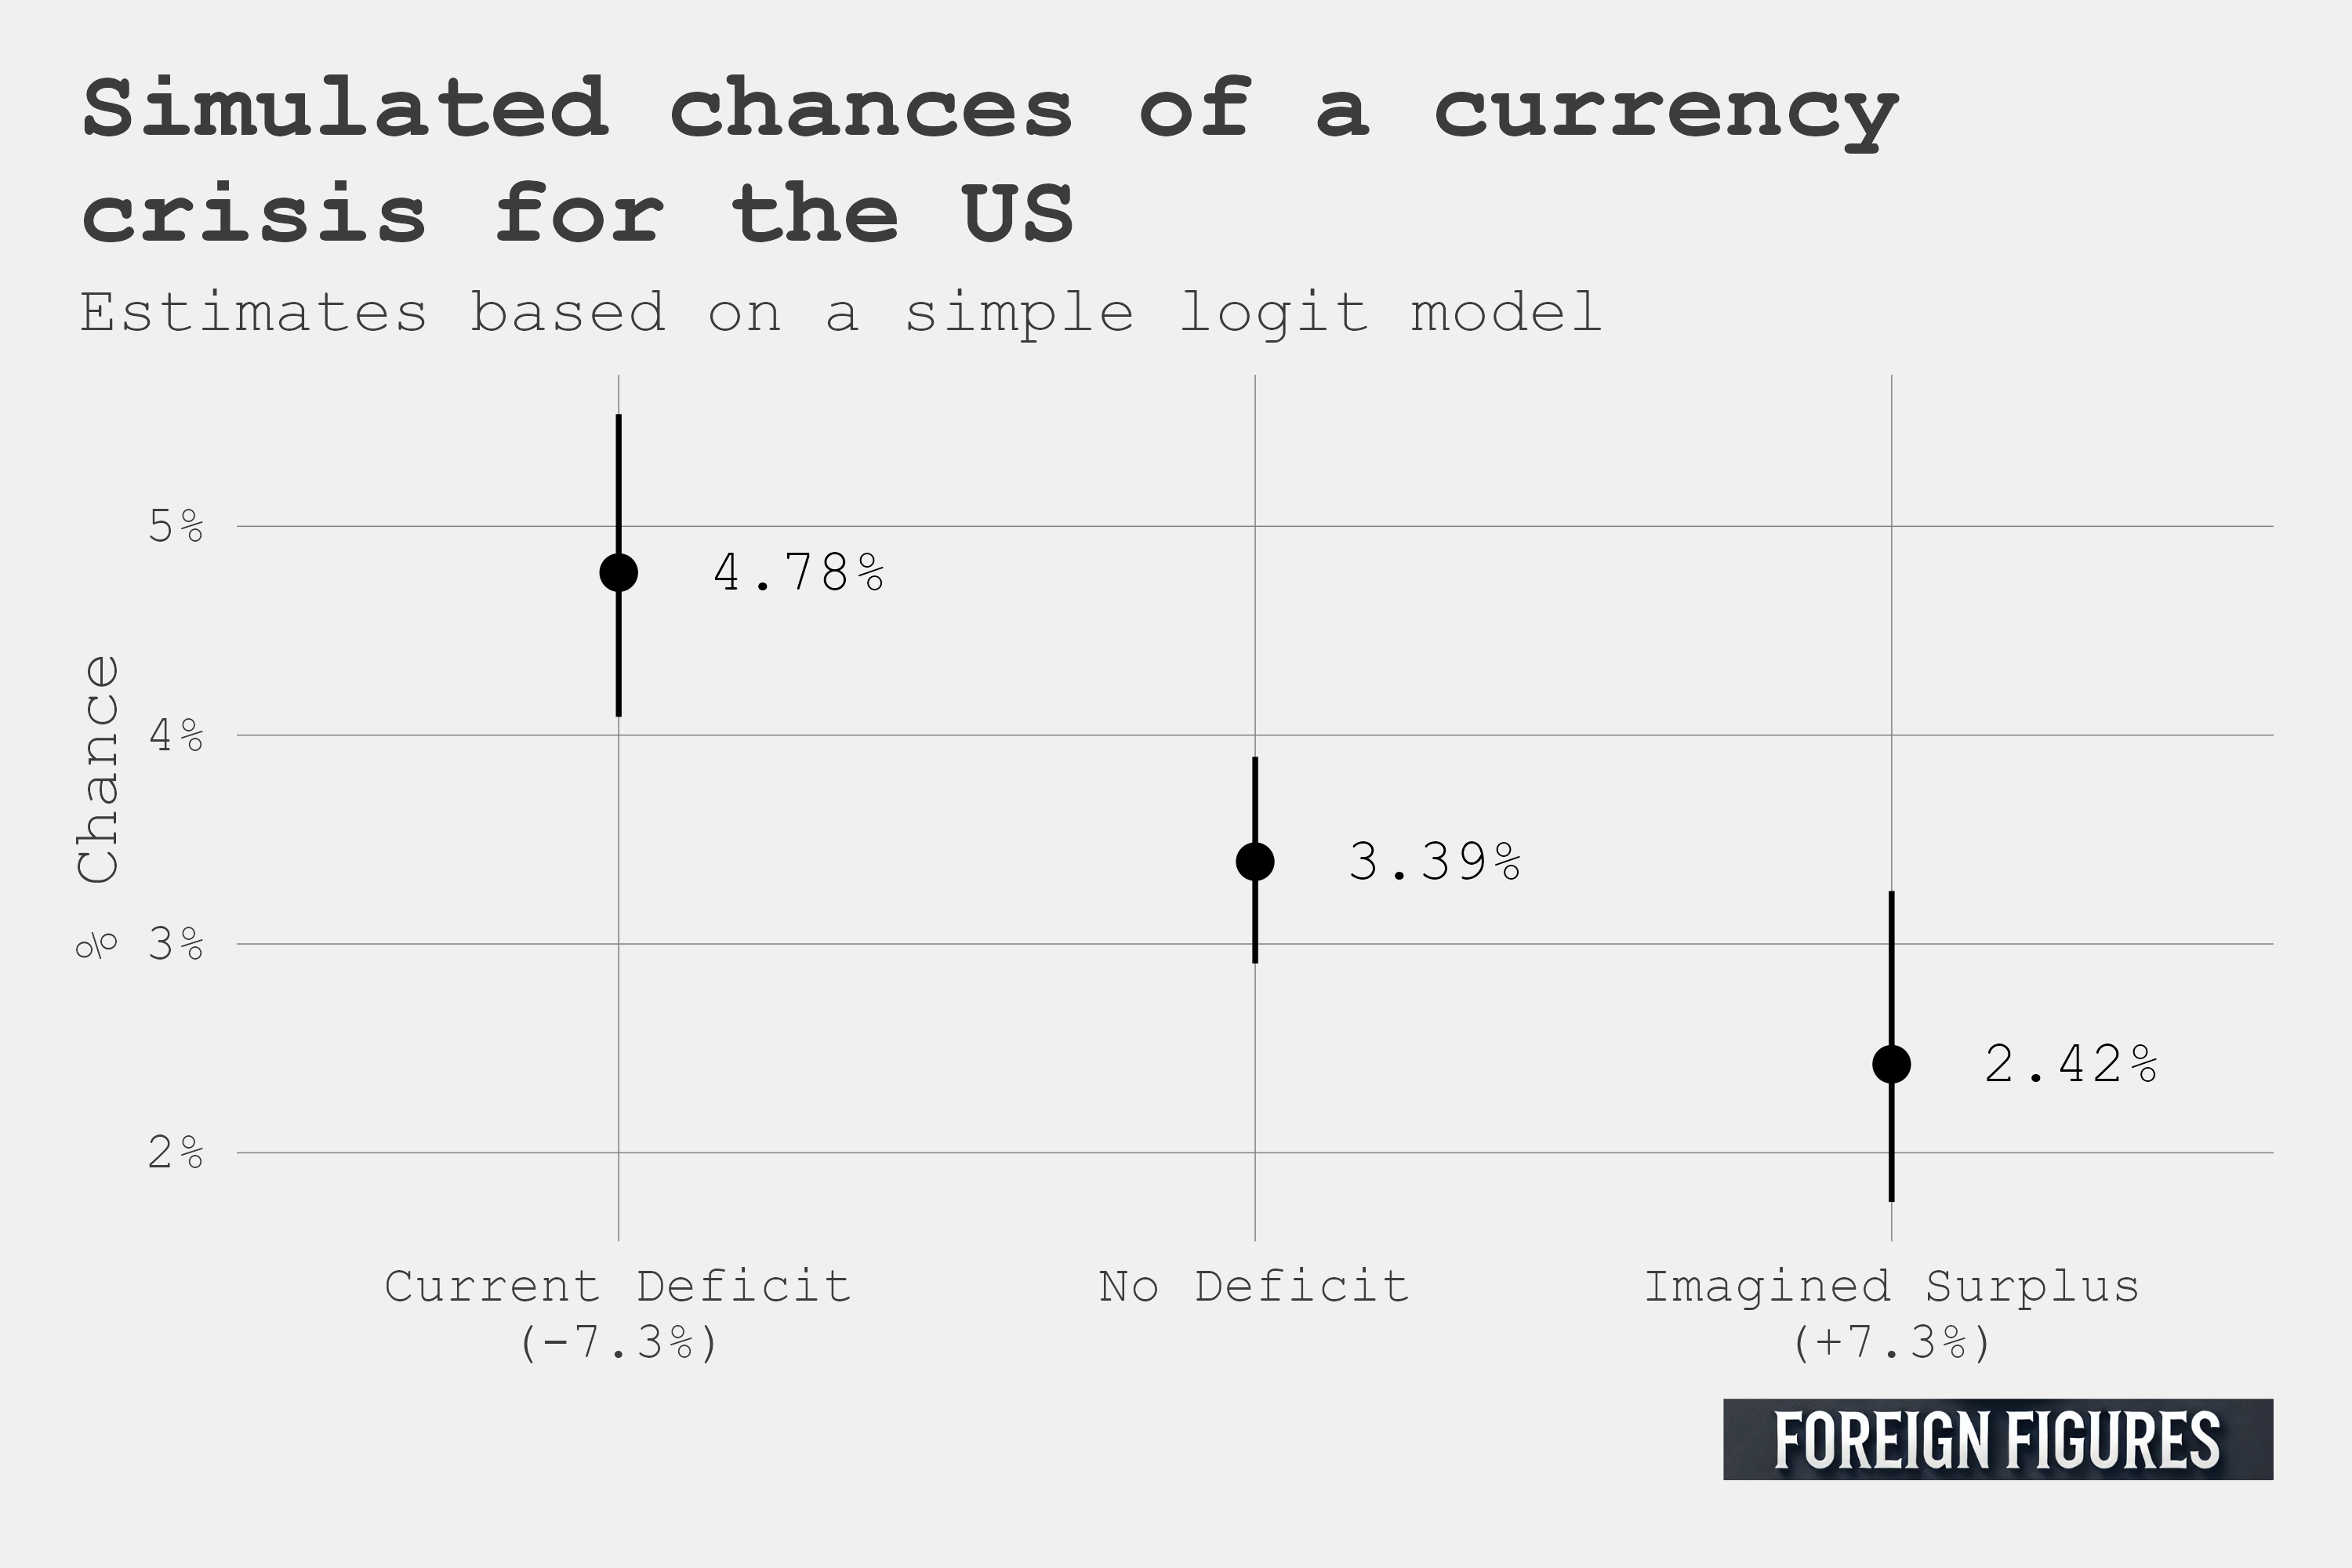 Simulated chances of a currency
crisis for the US
Estimates based on a simple logit model
% Chance
5%
4%
3%
2%
4.78%
3.39%
2.42%
Current Deficit
(-7.3%)
No Deficit
Imagined Surplus
(+7.3%)
FOREIGN FIGURES